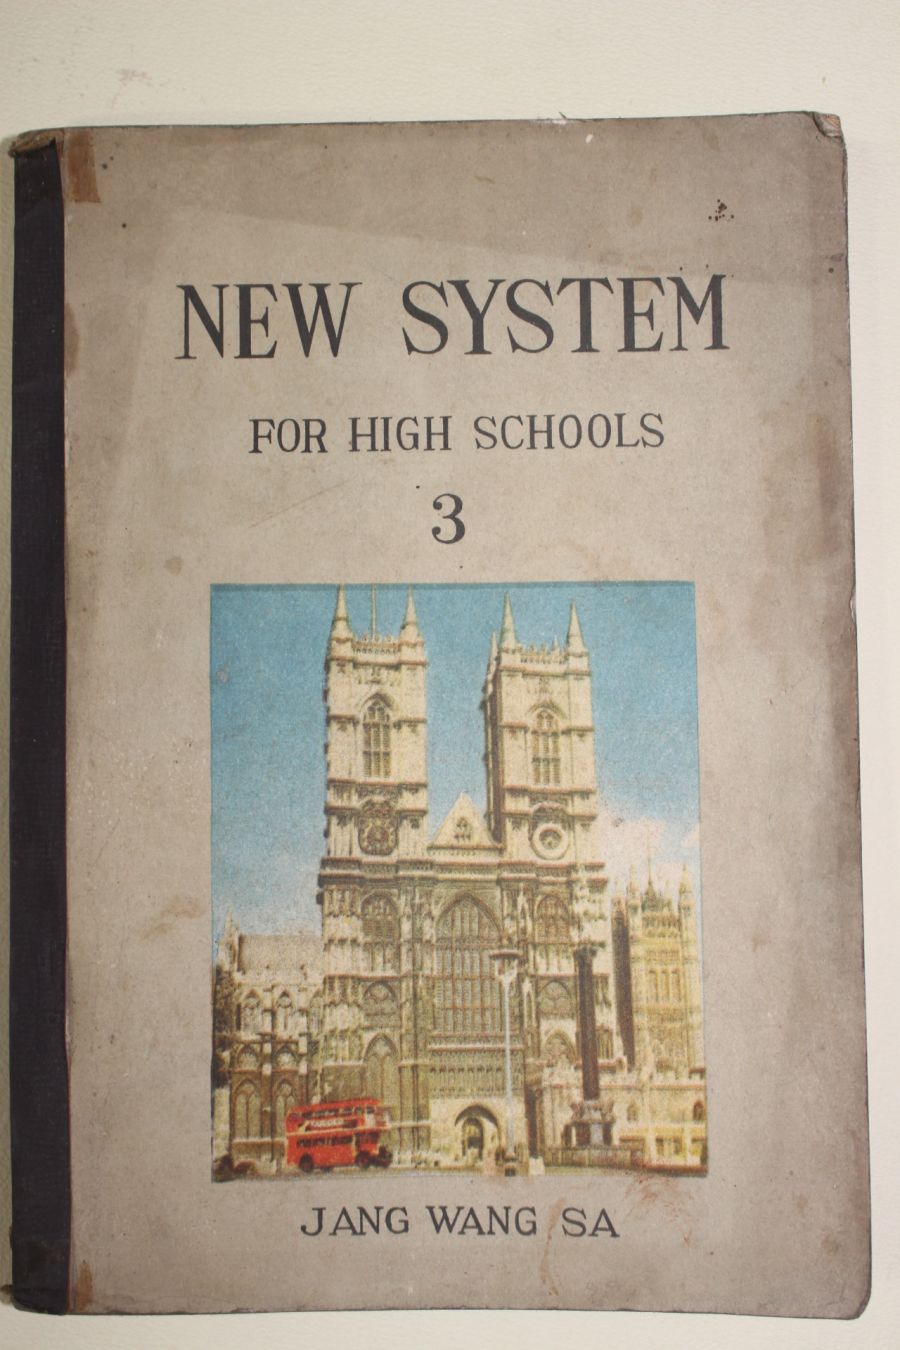 NEW SYSTEM
FOR HIGH SCHOOLS
3
JANG WANG SA